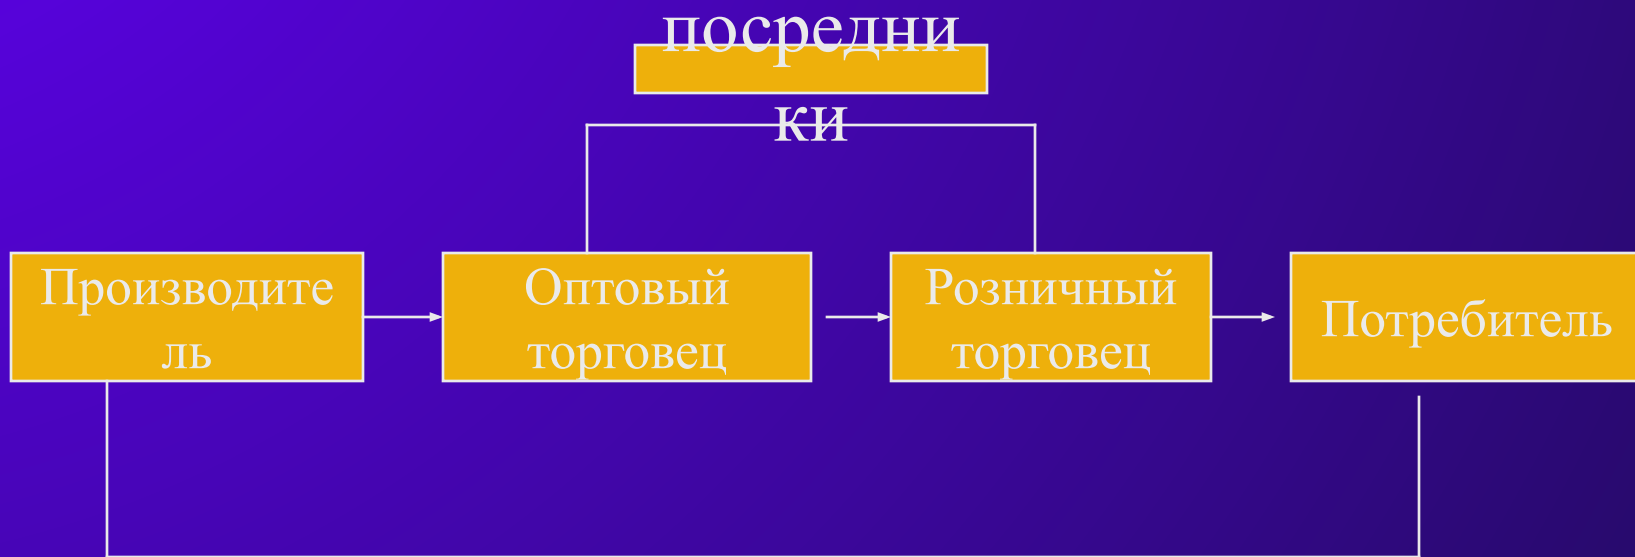 посредни
ки
Производите
ль
Оптовый
торговец
Розничный
торговец
Потребитель